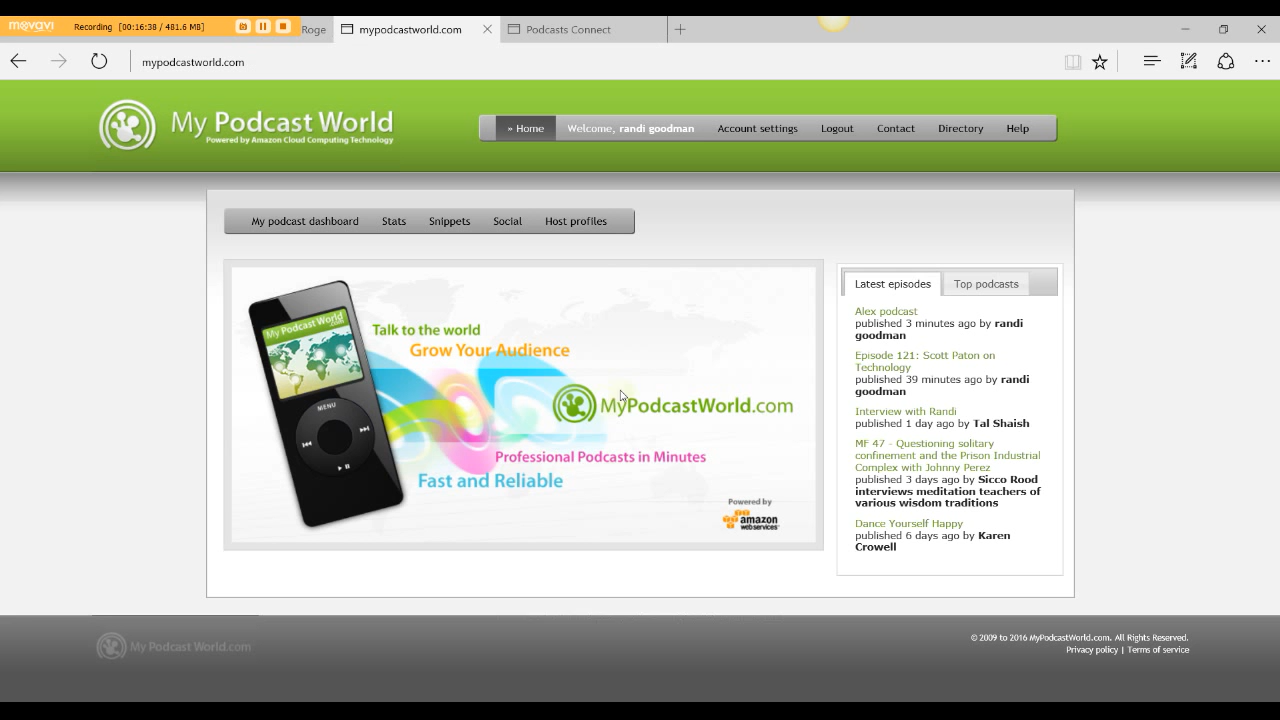 movavi
Recording [00:16:38 / 481.6 MB]
Roge
mypodcastworld.com
Podcasts Connect
mypodcastworld.com
My Podcast World
Powered by Amazon Cloud Computing Technology
» Home
Welcome, randi goodman
Account settings
Logout
Contact
Directory
Help
My podcast dashboard
Stats
Snippets
Social
Host profiles
My Podcast World
.com
MENU
Talk to the world
Grow Your Audience
MyPodcastWorld.com
Professional Podcasts in Minutes
Fast and Reliable
Powered by
amazon
webservices
Latest episodes
Top podcasts
Alex podcast
published 3 minutes ago by randi
goodman
Episode 121: Scott Paton on
Technology
published 39 minutes ago by randi
goodman
Interview with Randi
published 1 day ago by Tal Shaish
MF 47 - Questioning solitary
confinement and the Prison Industrial
Complex with Johnny Perez
published 3 days ago by Sicco Rood
interviews meditation teachers of
various wisdom traditions
Dance Yourself Happy
published 6 days ago by Karen
Crowell
My Podcast World.com
© 2009 to 2016 MyPodcastWorld.com. All Rights Reserved.
Privacy policy | Terms of service